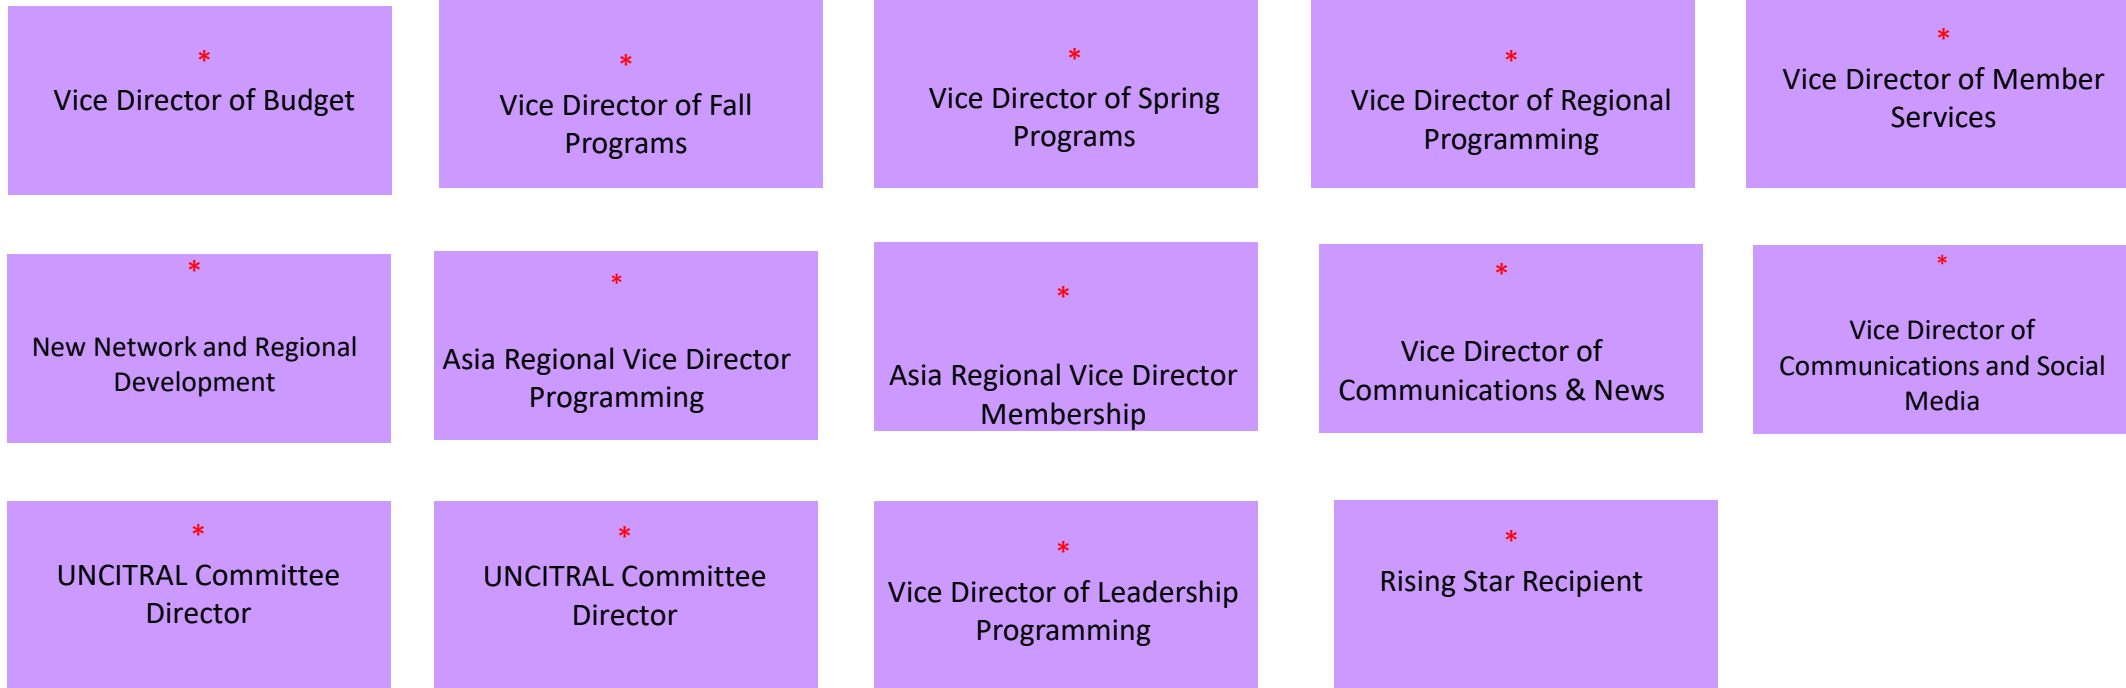 *
Vice Director of Budget
*
Vice Director of Fall
Programs
*
Vice Director of Spring
Programs
*
Vice Director of Regional
Programming
*
Vice Director of Member
Services
*
New Network and Regional
Development
*
Asia Regional Vice Director
Programming
*
Asia Regional Vice Director
Membership
*
Vice Director of
Communications & News
*
Vice Director of
Communications and Social
Media
*
UNCITRAL Committee
Director
*
UNCITRAL Committee
Director
*
Vice Director of Leadership
Programming
*
Rising Star Recipient